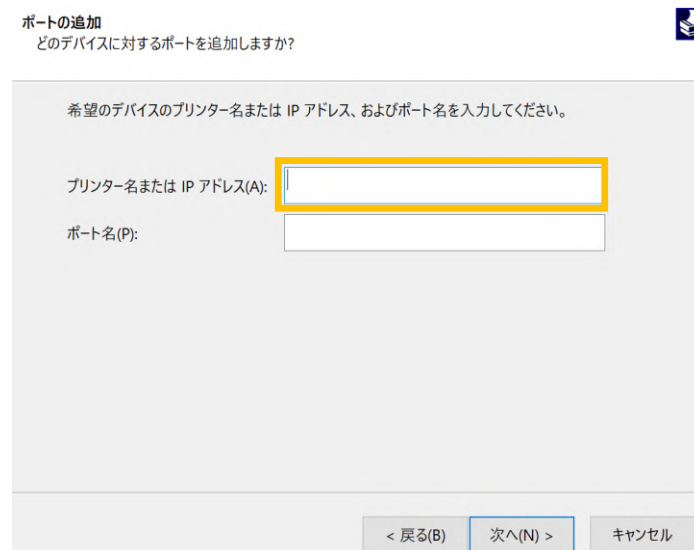 ポートの追加
どのデバイスに対するポートを追加しますか?
希望のデバイスのプリンター名または IP アドレス、およびポート名を入力してください。
プリンター名または IP アドレス(A):
ポート名(P):
< 戻る(B) 次へ(N) > キャンセル